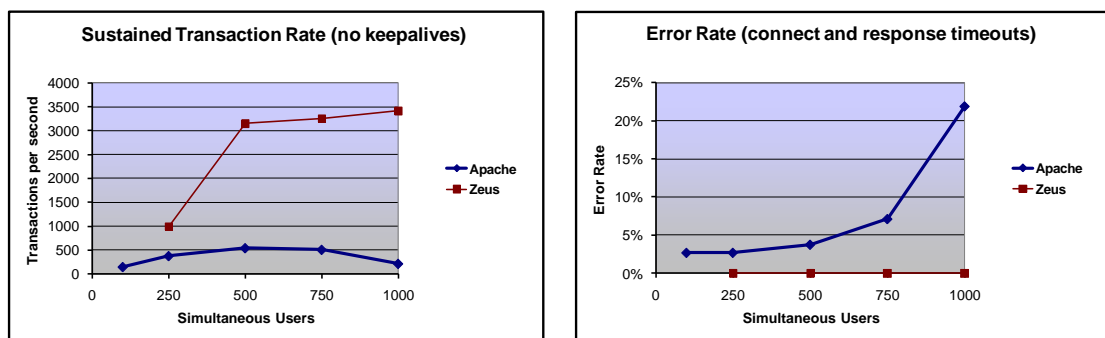 Sustained Transaction Rate (no keepalives)
Transactions per second
4000
3500
3000
2500
2000
1500
1000
500
0
0 250 500 750 1000
Simultaneous Users
Apache
Zeus
Error Rate (connect and response timeouts)
Error Rate
25%
20%
15%
10%
5%
0%
0 250 500 750 1000
Simultaneous Users
Apache
Zeus